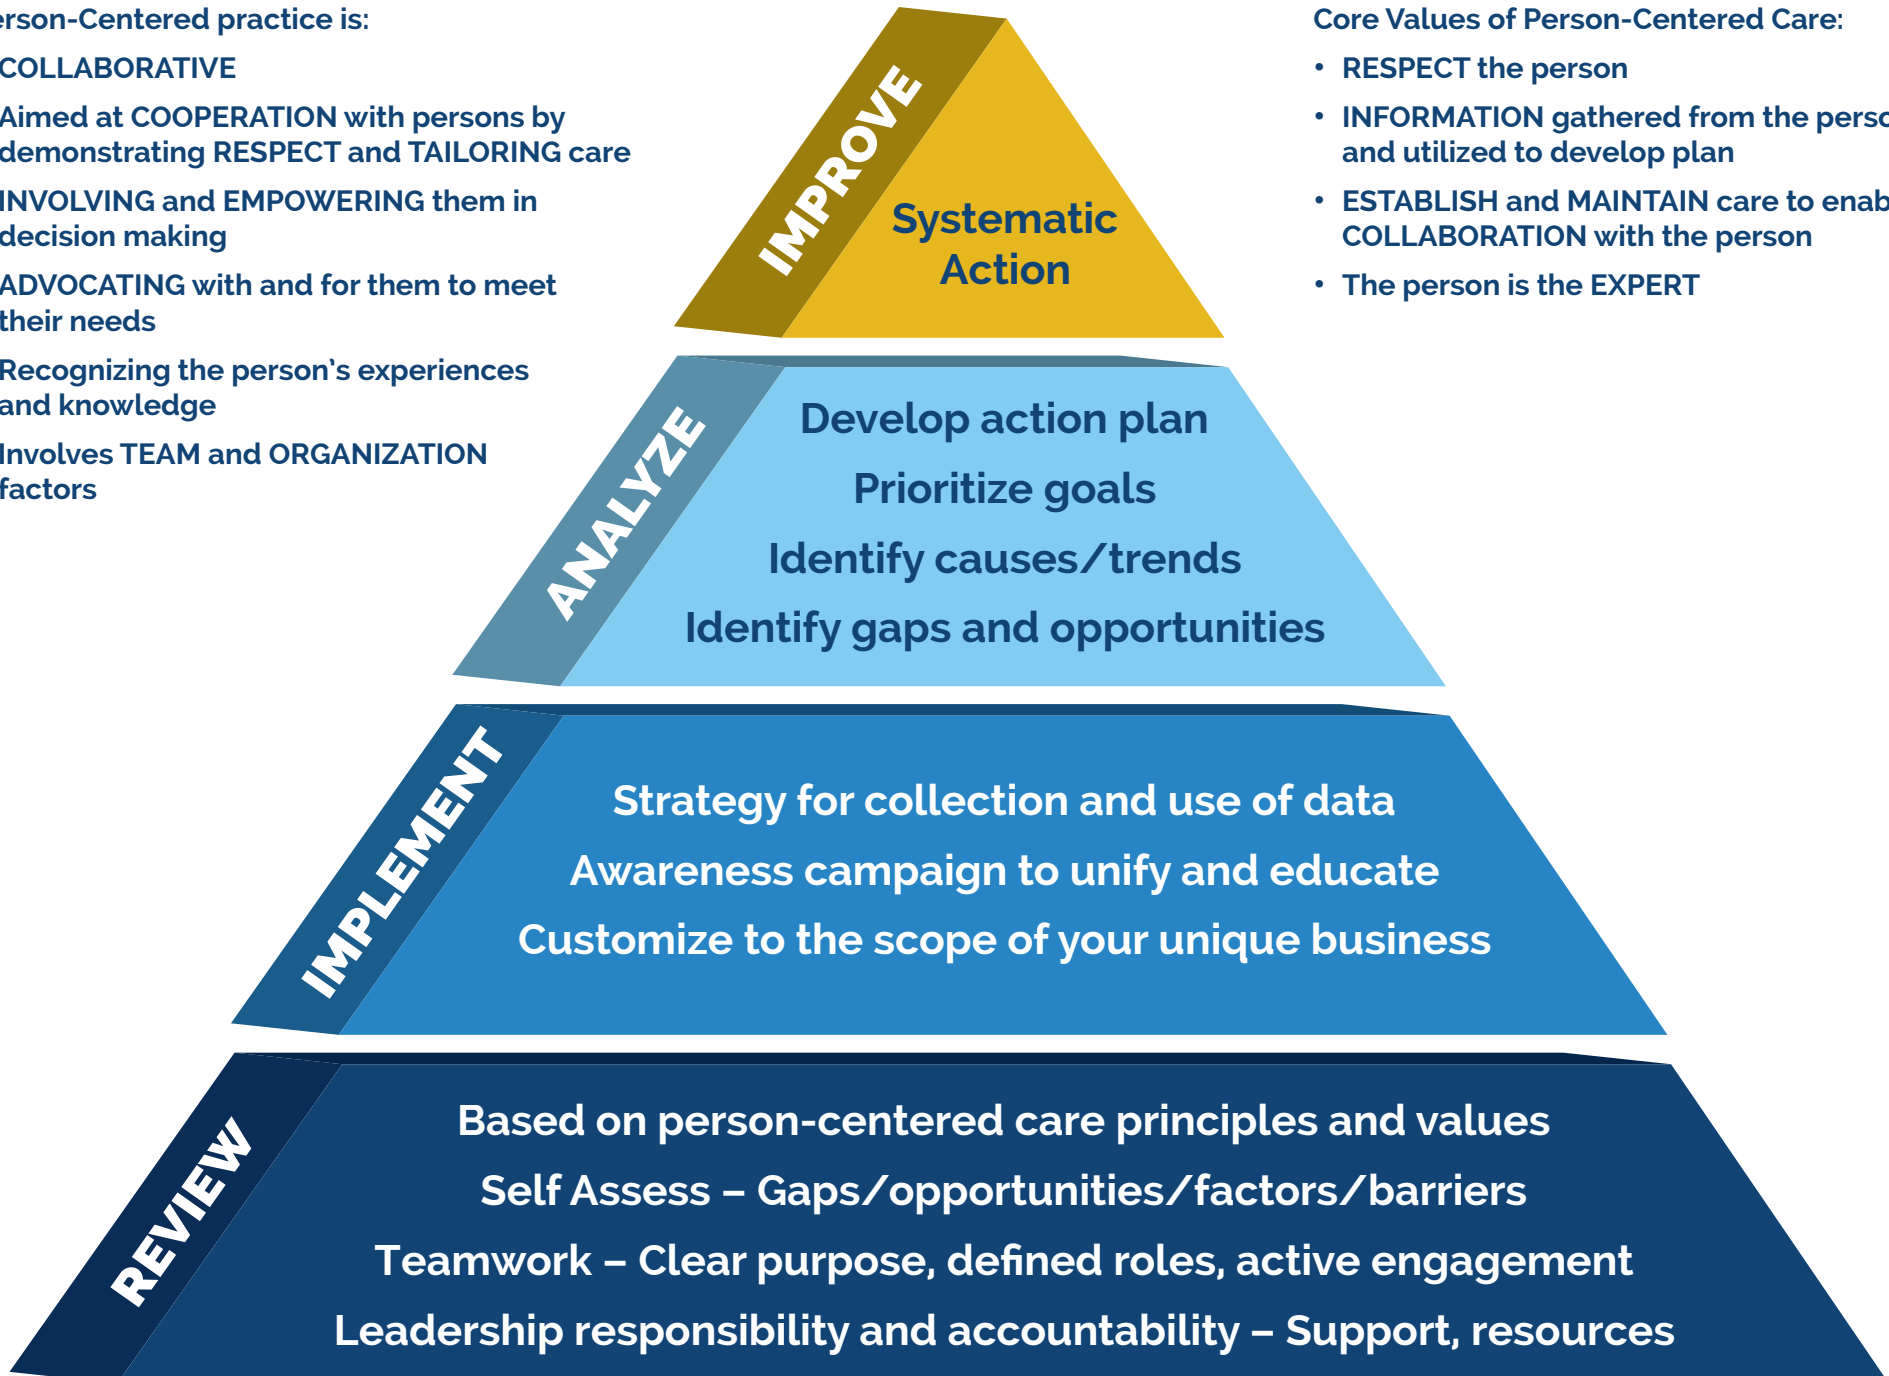 erson-Centered practice is:
COLLABORATIVE
Aimed at COOPERATION with persons by
demonstrating RESPECT and TAILORING care
INVOLVING and EMPOWERING them in
decision making
ADVOCATING with and for them to meet
their needs
Recognizing the person's experiences
and knowledge
Involves TEAM and ORGANIZATION
factors
Core Values of Person-Centered Care:
• RESPECT the person
• INFORMATION gathered from the perso
and utilized to develop plan
• ESTABLISH and MAINTAIN care to enab
COLLABORATION with the person
• The person is the EXPERT
IMPROVE
Systematic
Action
ANALYZE
Develop action plan
Prioritize goals
Identify causes/trends
Identify gaps and opportunities
IMPLEMENT
Strategy for collection and use of data
Awareness campaign to unify and educate
Customize to the scope of your unique business
REVIEW
Based on person-centered care principles and values
Self Assess – Gaps/opportunities/factors/barriers
Teamwork – Clear purpose, defined roles, active engagement
Leadership responsibility and accountability – Support, resources